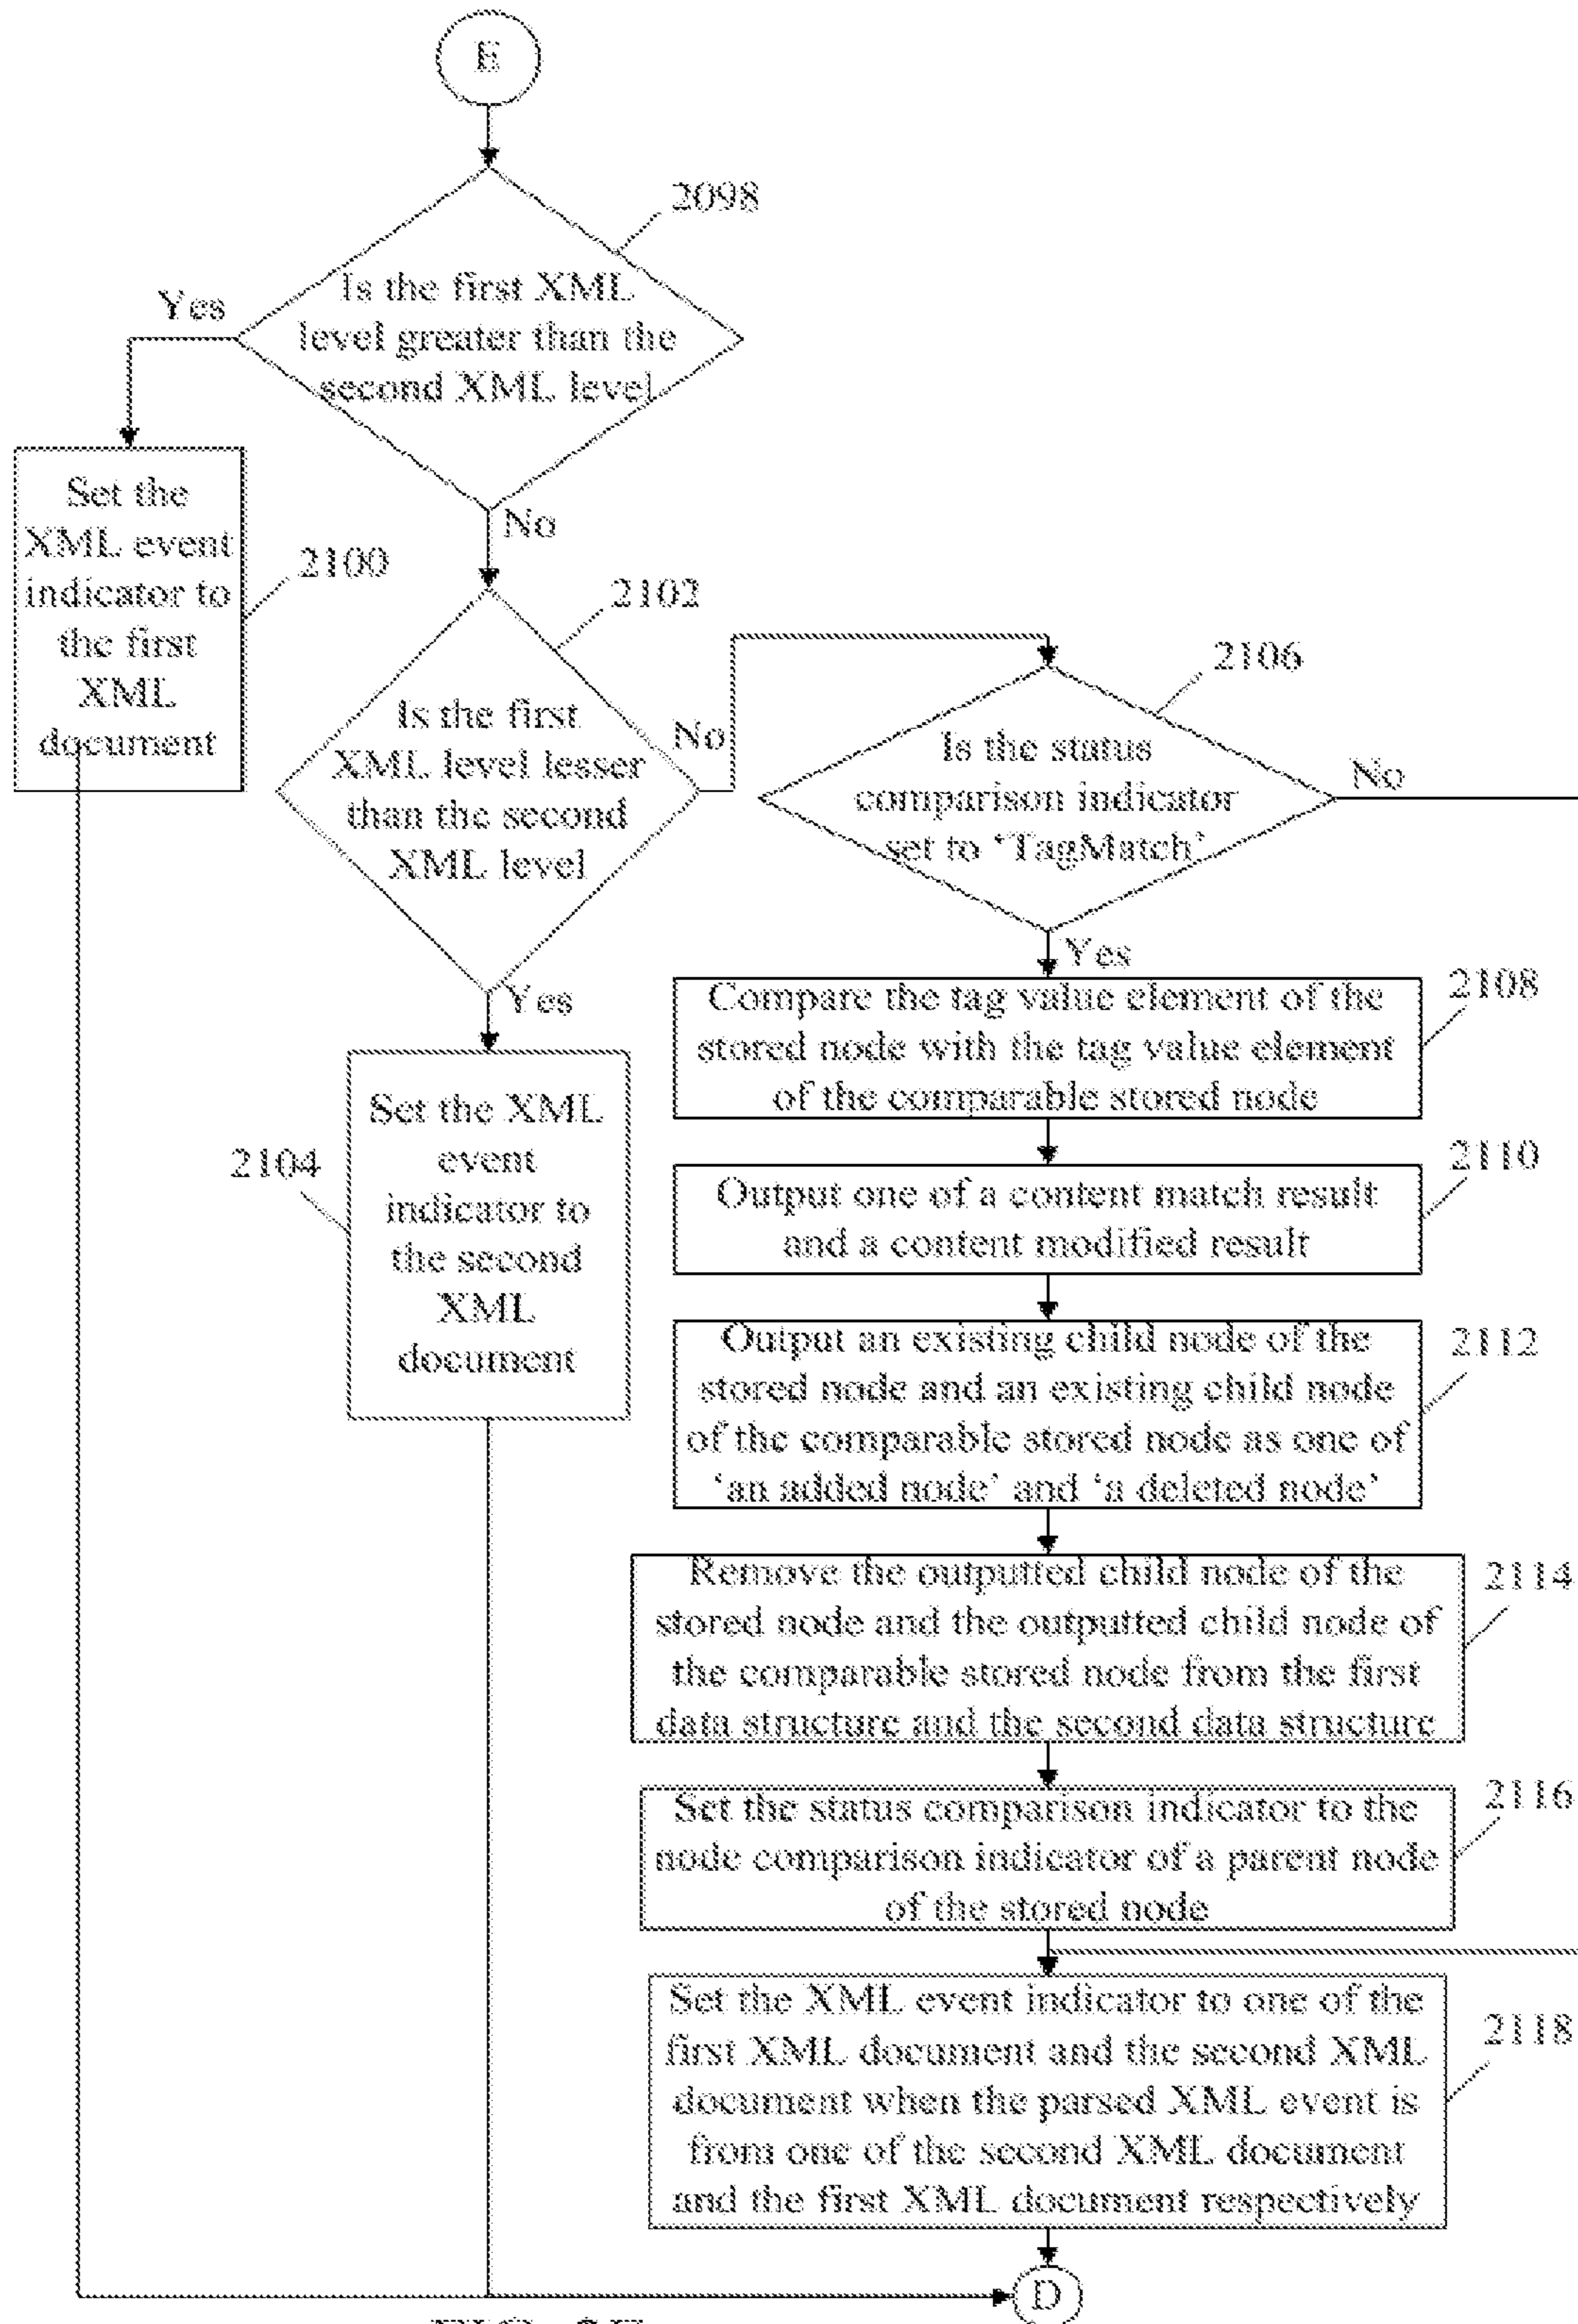 E
2098
Is the first XML
level greater than the
second XML level
Yes
No
Set the
XML event
indicator to
the first
XML
document
2100
2102
Is the first
XML level lesser
than the second
XML level
No
Yes
2106
Is the status
comparison indicator
set to ‘TagMatch’
No
Yes
2104
Set the XML
event
indicator to
the second
XML
document
Compare the tag value element of the
stored node with the tag value element
of the comparable stored node
2108
Output one of a content match result
and a content modified result
2110
Output an existing child node of the
stored node and an existing child node
of the comparable stored node as one of
‘an added node’ and ‘a deleted node’
2112
Remove the outputted child node of the
stored node and the outputted child node of
the comparable stored node from the first
data structure and the second data structure
2114
Set the status comparison indicator to the
node comparison indicator of a parent node
of the stored node
2116
Set the XML event indicator to one of the
first XML document and the second XML
document when the parsed XML event is
from one of the second XML document
and the first XML document respectively
2118
D